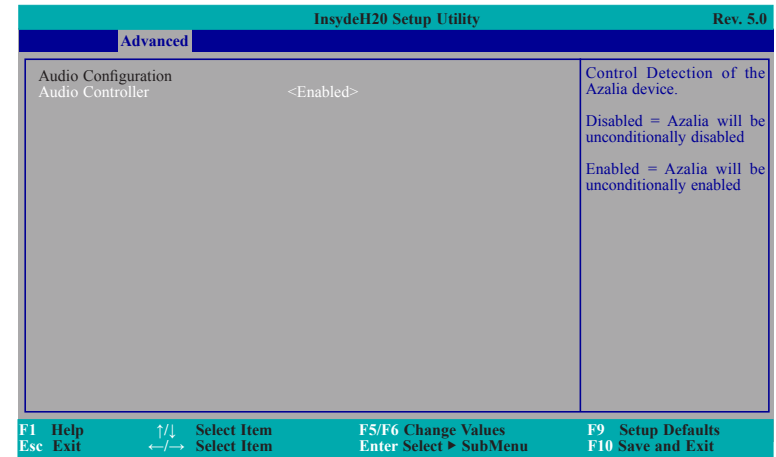 InsydeH20 Setup Utility Rev. 5.0
Advanced
Audio Configuration
Audio Controller <Enabled>
Control Detection of the
Azalia device.
Disabled = Azalia will be
unconditionally disabled
Enabled = Azalia will be
unconditionally enabled
F1 Help ↑/↓ Select Item F5/F6 Change Values F9 Setup Defaults
Esc Exit ←/→ Select Item Enter Select ▶ SubMenu F10 Save and Exit